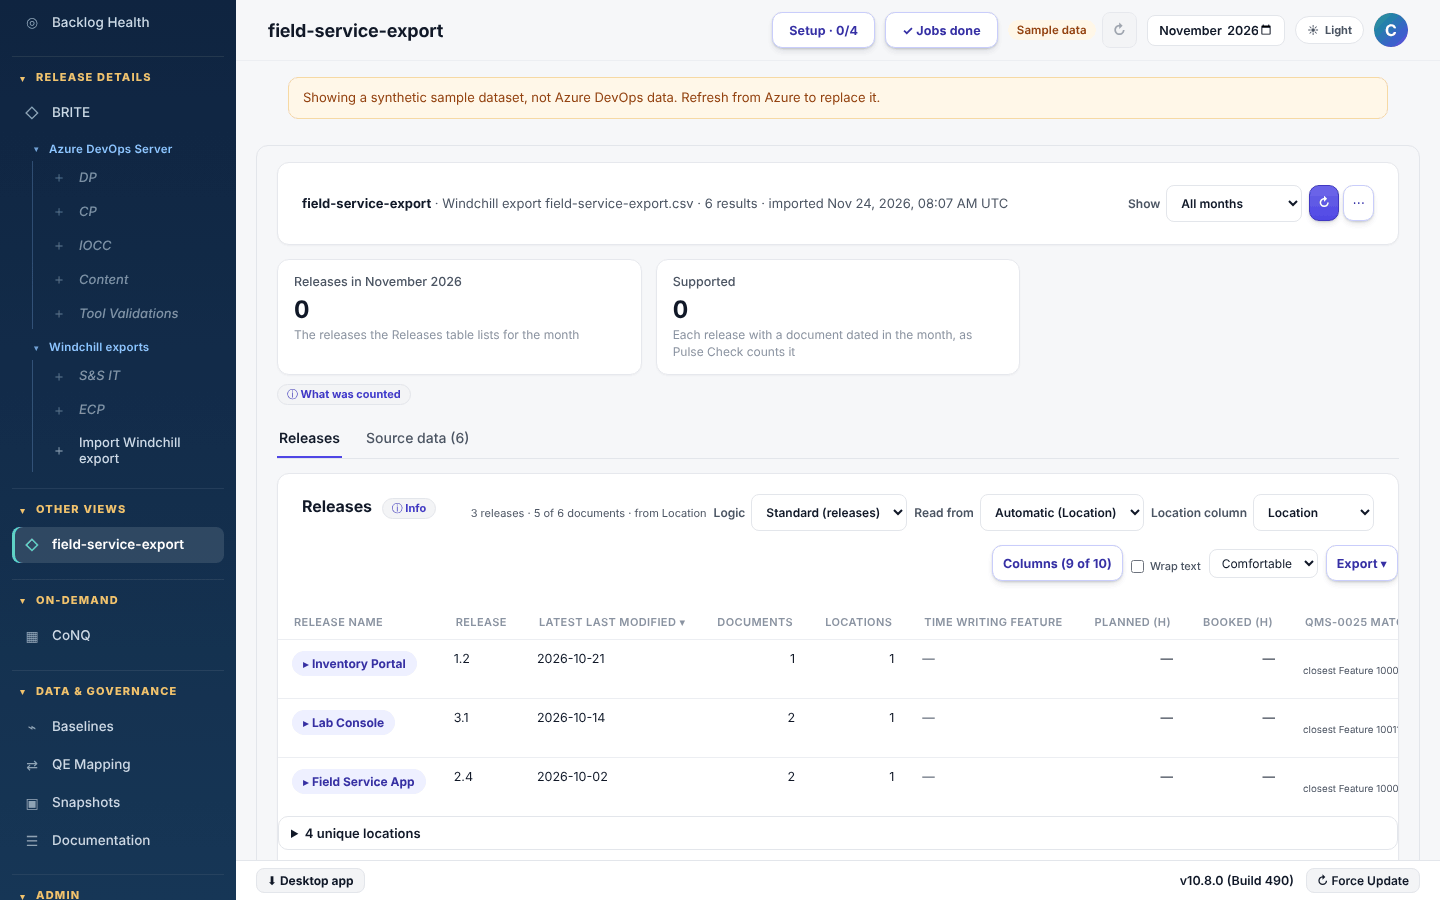 Backlog Health
RELEASE DETAILS
BRITE
Azure DevOps Server
DP
CP
IOCC
Content
Tool Validations
Windchill exports
S&S IT
ECP
Import Windchill
export
OTHER VIEWS
field-service-export
ON-DEMAND
CoNQ
DATA & GOVERNANCE
Baselines
QE Mapping
Snapshots
Documentation
ADMIN
field-service-export
Setup · 0/4
✓ Jobs done
Sample data
November 2026
Light
C
Showing a synthetic sample dataset, not Azure DevOps data. Refresh from Azure to replace it.
field-service-export · Windchill export field-service-export.csv · 6 results · imported Nov 24, 2026, 08:07 AM UTC
Show All months
Releases in November 2026
0
The releases the Releases table lists for the month
Supported
0
Each release with a document dated in the month, as
Pulse Check counts it
ⓘ What was counted
Releases
Source data (6)
Releases
ⓘ Info
3 releases · 5 of 6 documents · from Location
Logic Standard (releases)
Read from Automatic (Location)
Location column Location
Columns (9 of 10)
Wrap text
Comfortable
Export ▾
RELEASE NAME RELEASE LATEST LAST MODIFIED ▾ DOCUMENTS LOCATIONS TIME WRITING FEATURE PLANNED (H) BOOKED (H) QMS-0025
▸ Inventory Portal 1.2 2026-10-21 1 1 — — — closest Feature 1000
▸ Lab Console 3.1 2026-10-14 2 1 — — — closest Feature
▸ Field Service App 2.4 2026-10-02 2 1 — — — closest Feature 1000
▶ 4 unique locations
⬇ Desktop app
v10.8.0 (Build 490)
↻ Force Update